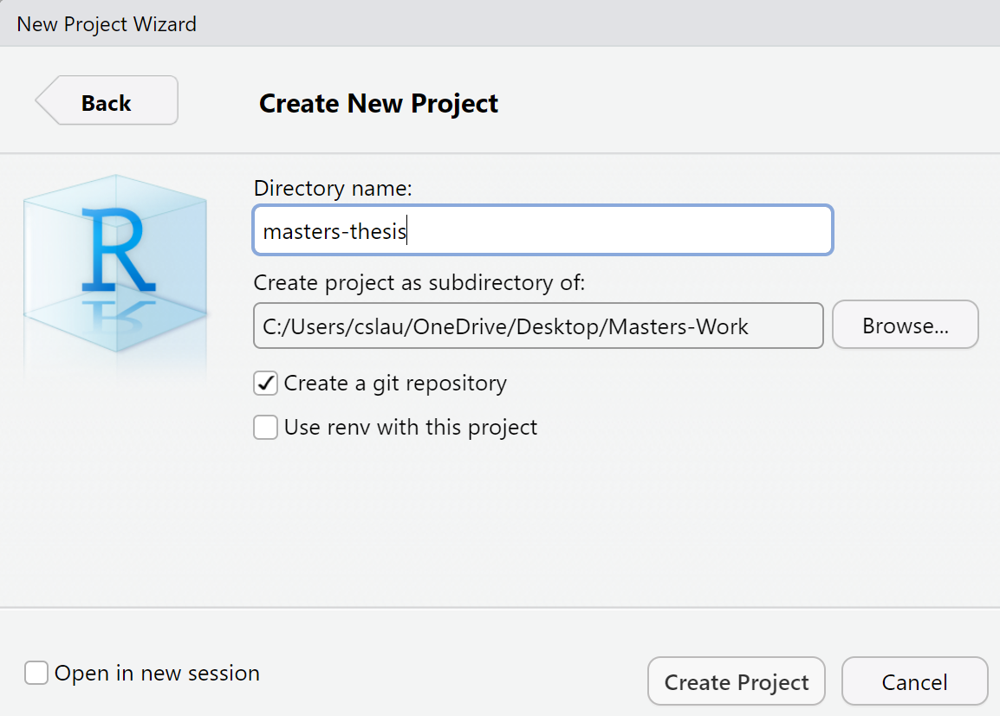 New Project Wizard
Back
Create New Project
R
Directory name:
masters-thesis
Create project as subdirectory of:
C:/Users/cslau/OneDrive/Desktop/Masters-Work
Browse...
Create a git repository
Use renv with this project
Open in new session
Create Project
Cancel